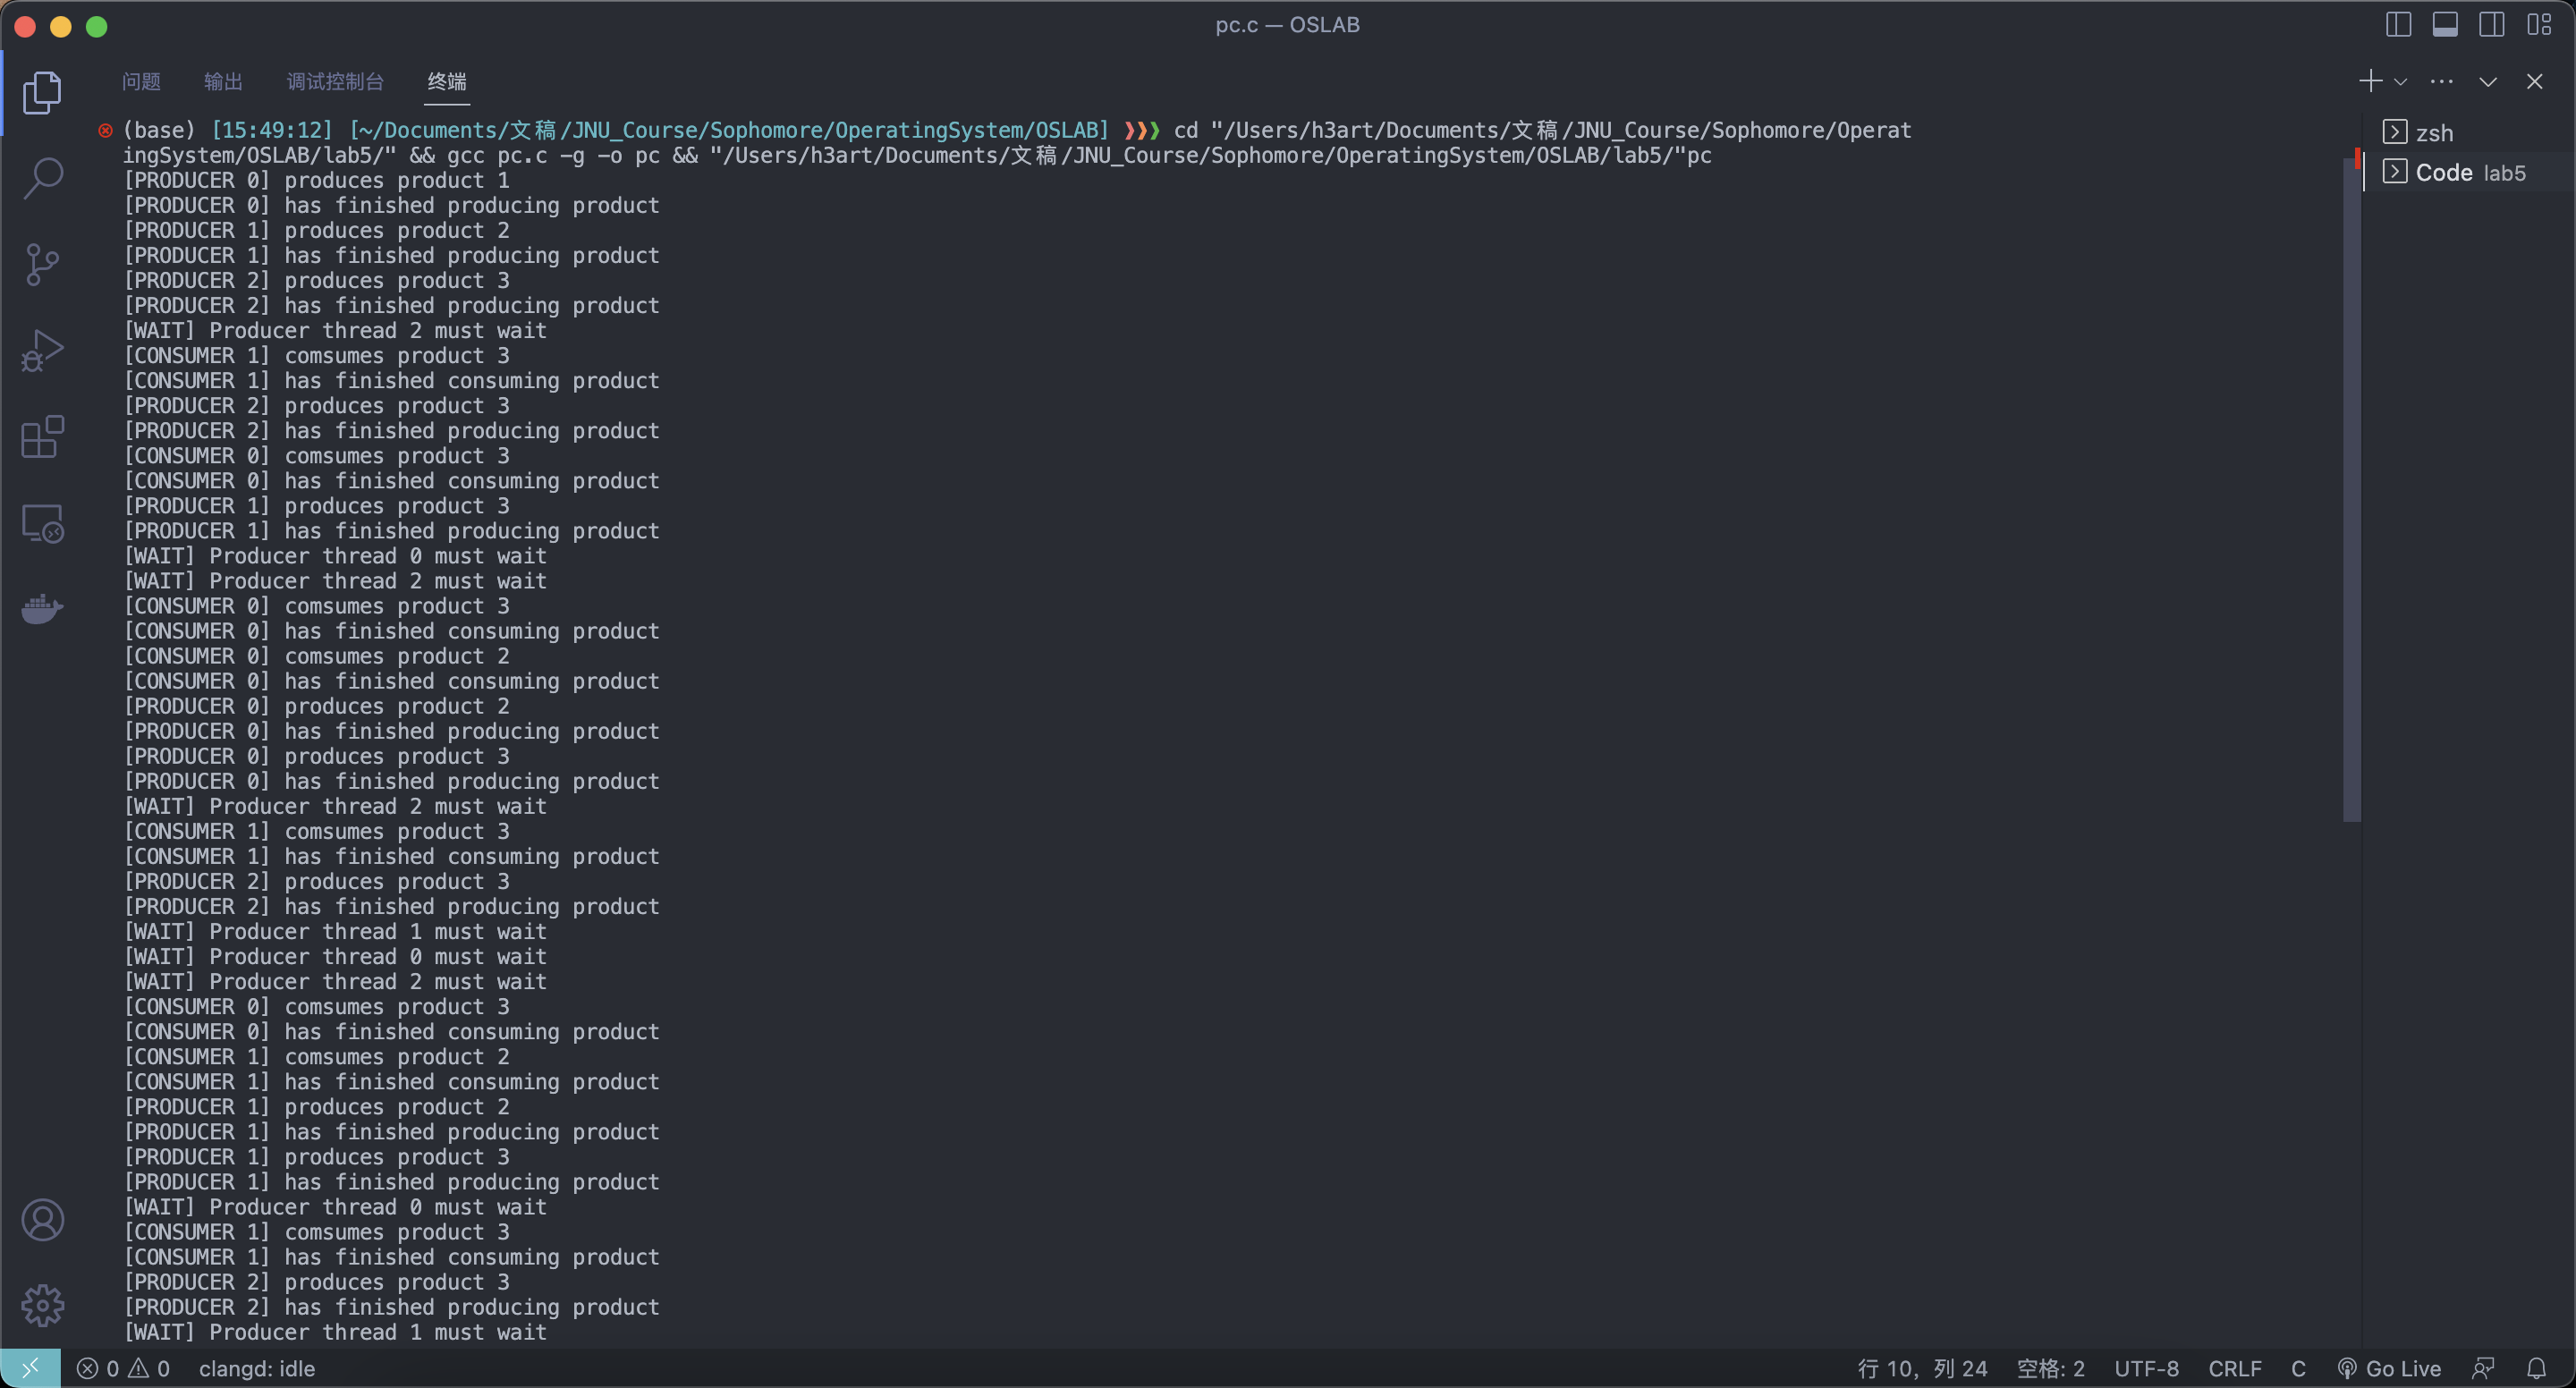 pc.c — OSLAB
问题 输出 调试控制台 终端
(base) [15:49:12] [~/Documents/文稿/JNU_Course/Sophomore/OperatingSystem/OSLAB] ❯❯❯ cd "/Users/h3art/Documents/文稿/JNU_Course/Sophomore/Operat
ingSystem/OSLAB/lab5/" && gcc pc.c -g -o pc && "/Users/h3art/Documents/文稿/JNU_Course/Sophomore/OperatingSystem/OSLAB/lab5/"pc
[PRODUCER 0] produces product 1
[PRODUCER 0] has finished producing product
[PRODUCER 1] produces product 2
[PRODUCER 1] has finished producing product
[PRODUCER 2] produces product 3
[PRODUCER 2] has finished producing product
[WAIT] Producer thread 2 must wait
[CONSUMER 1] comsumes product 3
[CONSUMER 1] has finished consuming product
[PRODUCER 2] produces product 3
[PRODUCER 2] has finished producing product
[CONSUMER 0] comsumes product 3
[CONSUMER 0] has finished consuming product
[PRODUCER 1] produces product 3
[PRODUCER 1] has finished producing product
[WAIT] Producer thread 0 must wait
[WAIT] Producer thread 2 must wait
[CONSUMER 0] comsumes product 3
[CONSUMER 0] has finished consuming product
[CONSUMER 0] comsumes product 2
[CONSUMER 0] has finished consuming product
[PRODUCER 0] produces product 2
[PRODUCER 0] has finished producing product
[PRODUCER 0] produces product 3
[PRODUCER 0] has finished producing product
[WAIT] Producer thread 2 must wait
[CONSUMER 1] comsumes product 3
[CONSUMER 1] has finished consuming product
[PRODUCER 2] produces product 3
[PRODUCER 2] has finished producing product
[WAIT] Producer thread 1 must wait
[WAIT] Producer thread 0 must wait
[WAIT] Producer thread 2 must wait
[CONSUMER 0] comsumes product 3
[CONSUMER 0] has finished consuming product
[CONSUMER 1] comsumes product 2
[CONSUMER 1] has finished consuming product
[PRODUCER 1] produces product 2
[PRODUCER 1] has finished producing product
[PRODUCER 1] produces product 3
[PRODUCER 1] has finished producing product
[WAIT] Producer thread 0 must wait
[CONSUMER 1] comsumes product 3
[CONSUMER 1] has finished consuming product
[PRODUCER 2] produces product 3
[PRODUCER 2] has finished producing product
[WAIT] Producer thread 1 must wait
zsh
Code lab5
0 0 clangd: idle 行 10，列 24 空格: 2 UTF-8 CRLF C Go Live